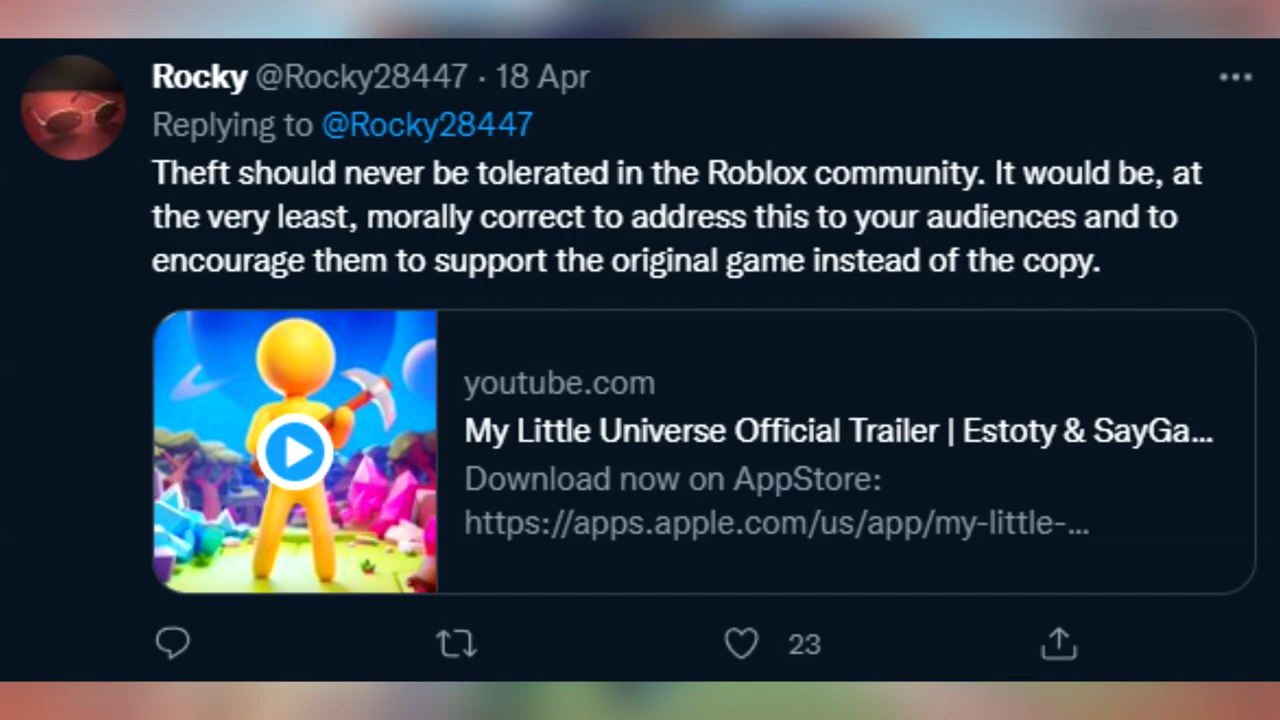 Rocky @Rocky28447 · 18 Apr
Replying to @Rocky28447
Theft should never be tolerated in the Roblox community. It would be, at
the very least, morally correct to address this to your audiences and to
encourage them to support the original game instead of the copy.
youtube.com
My Little Universe Official Trailer | Estoty & SayGa...
Download now on AppStore:
https://apps.apple.com/us/app/my-little-...
23